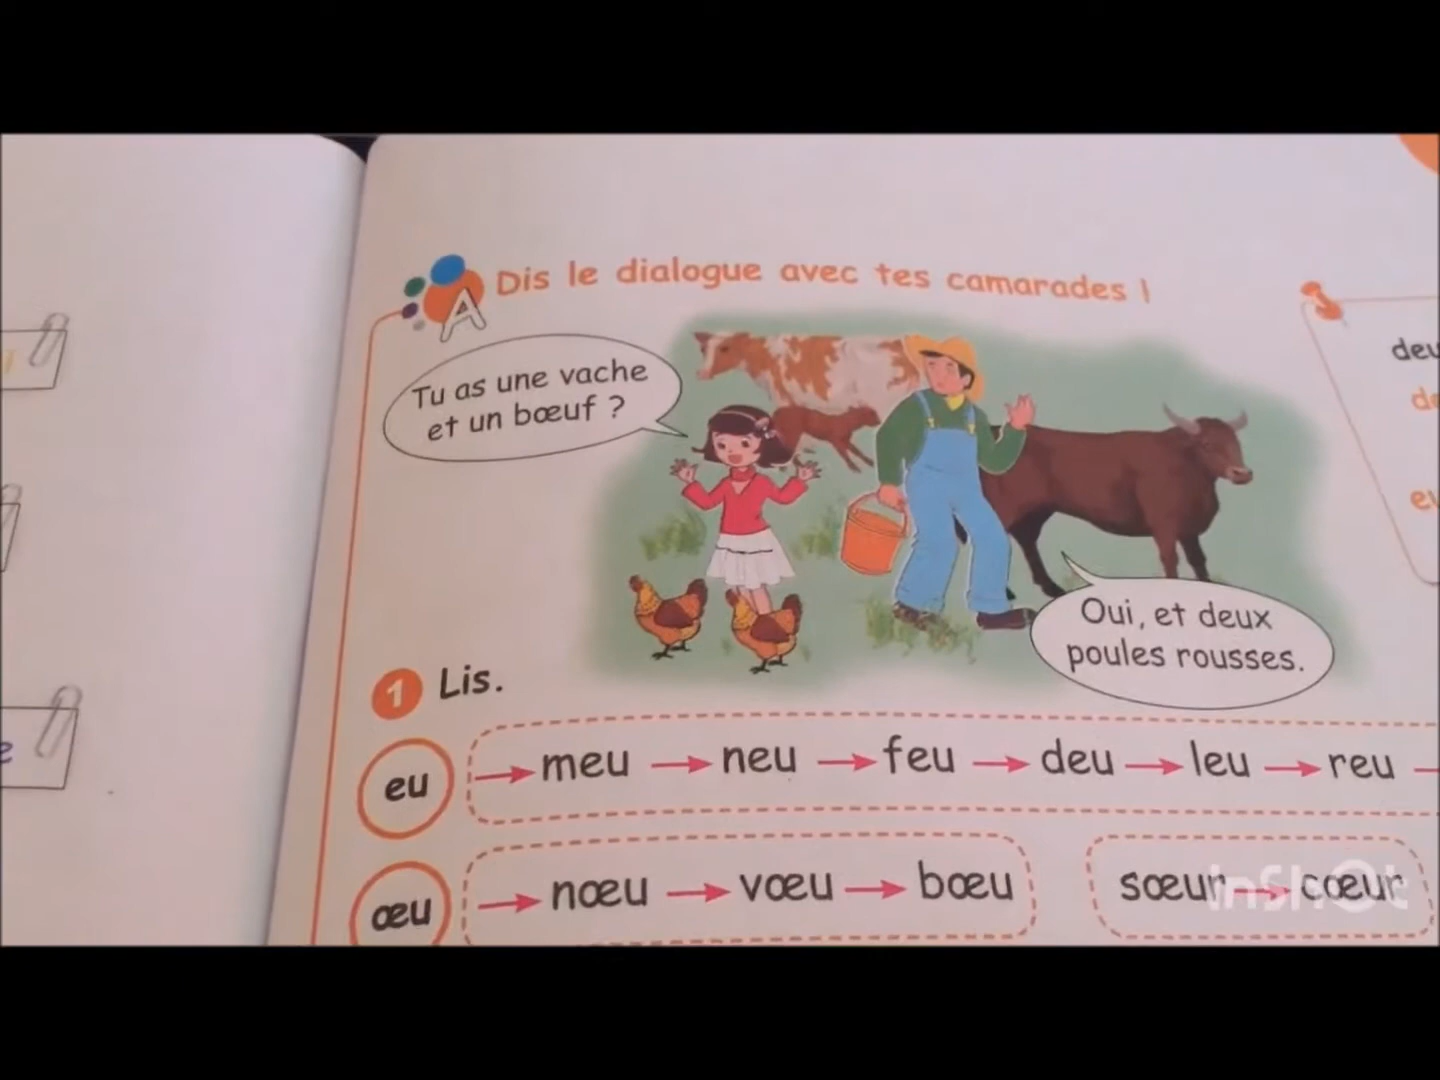 A
Dis le dialogue avec tes camarades !
Tu as une vache
et un bœuf ?
Oui, et deux
poules rousses.
1 Lis.
eu → meu → neu → feu → deu → leu → reu →
œu → nœu → vœu → bœu sœur → cœur
InShot